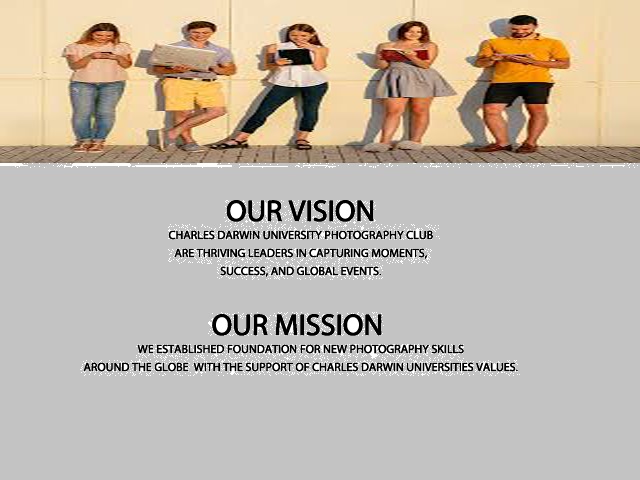 OUR VISION
CHARLES DARWIN UNIVERSITY PHOTOGRAPHY CLUB
ARE THRIVING LEADERS IN CAPTURING MOMENTS,
SUCCESS, AND GLOBAL EVENTS.
OUR MISSION
WE ESTABLISHED FOUNDATION FOR NEW PHOTOGRAPHY SKILLS
AROUND THE GLOBE WITH THE SUPPORT OF CHARLES DARWIN UNIVERSITIES VALUES.